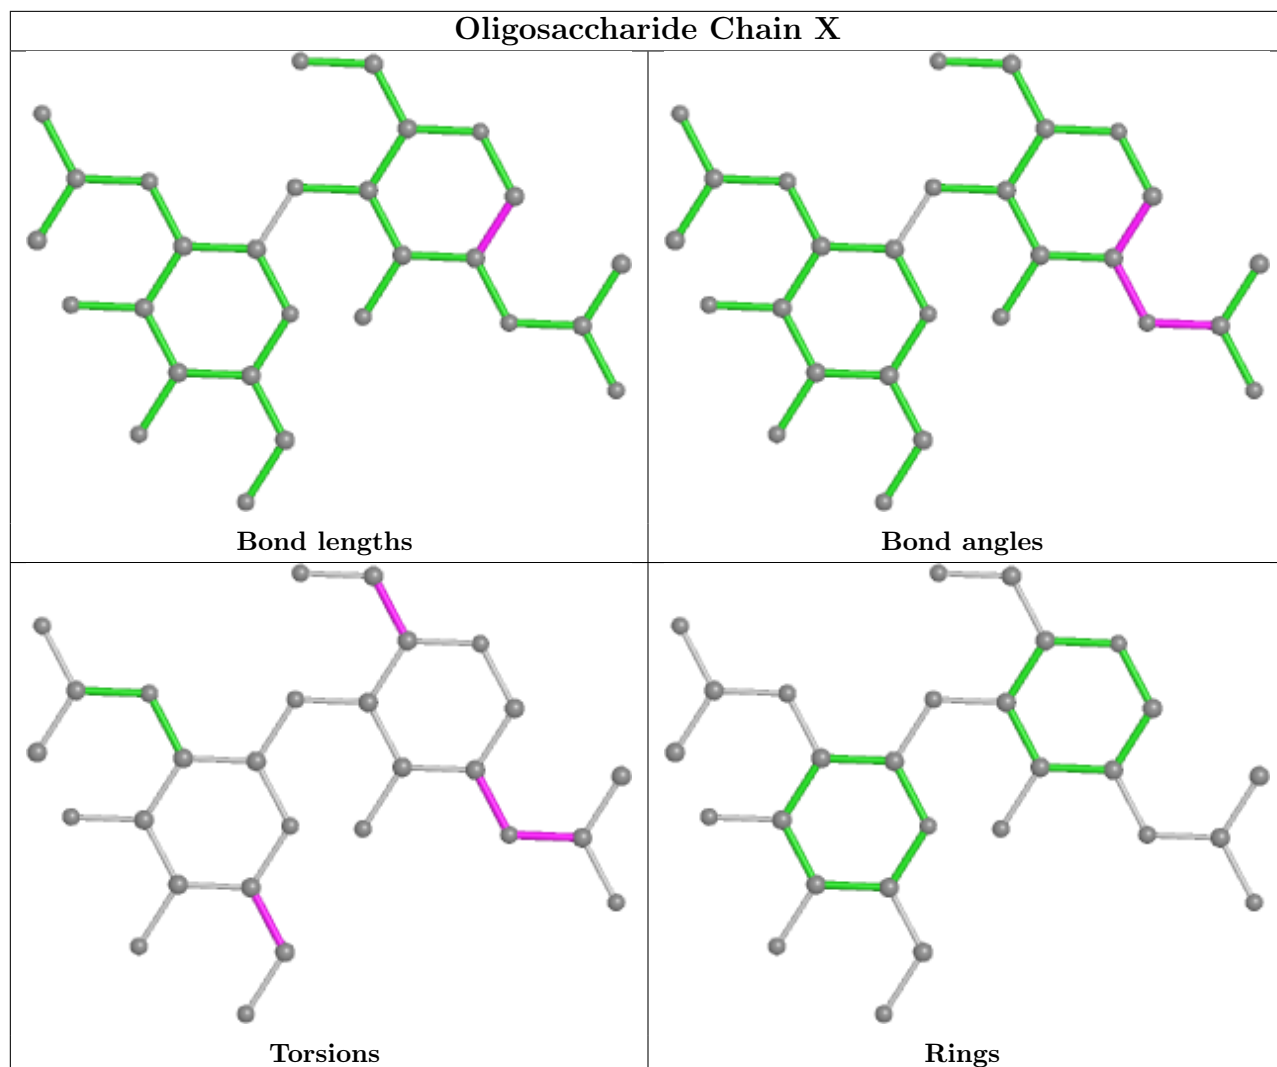 Oligosaccharide Chain X
Bond lengths
Bond angles
Torsions
Rings